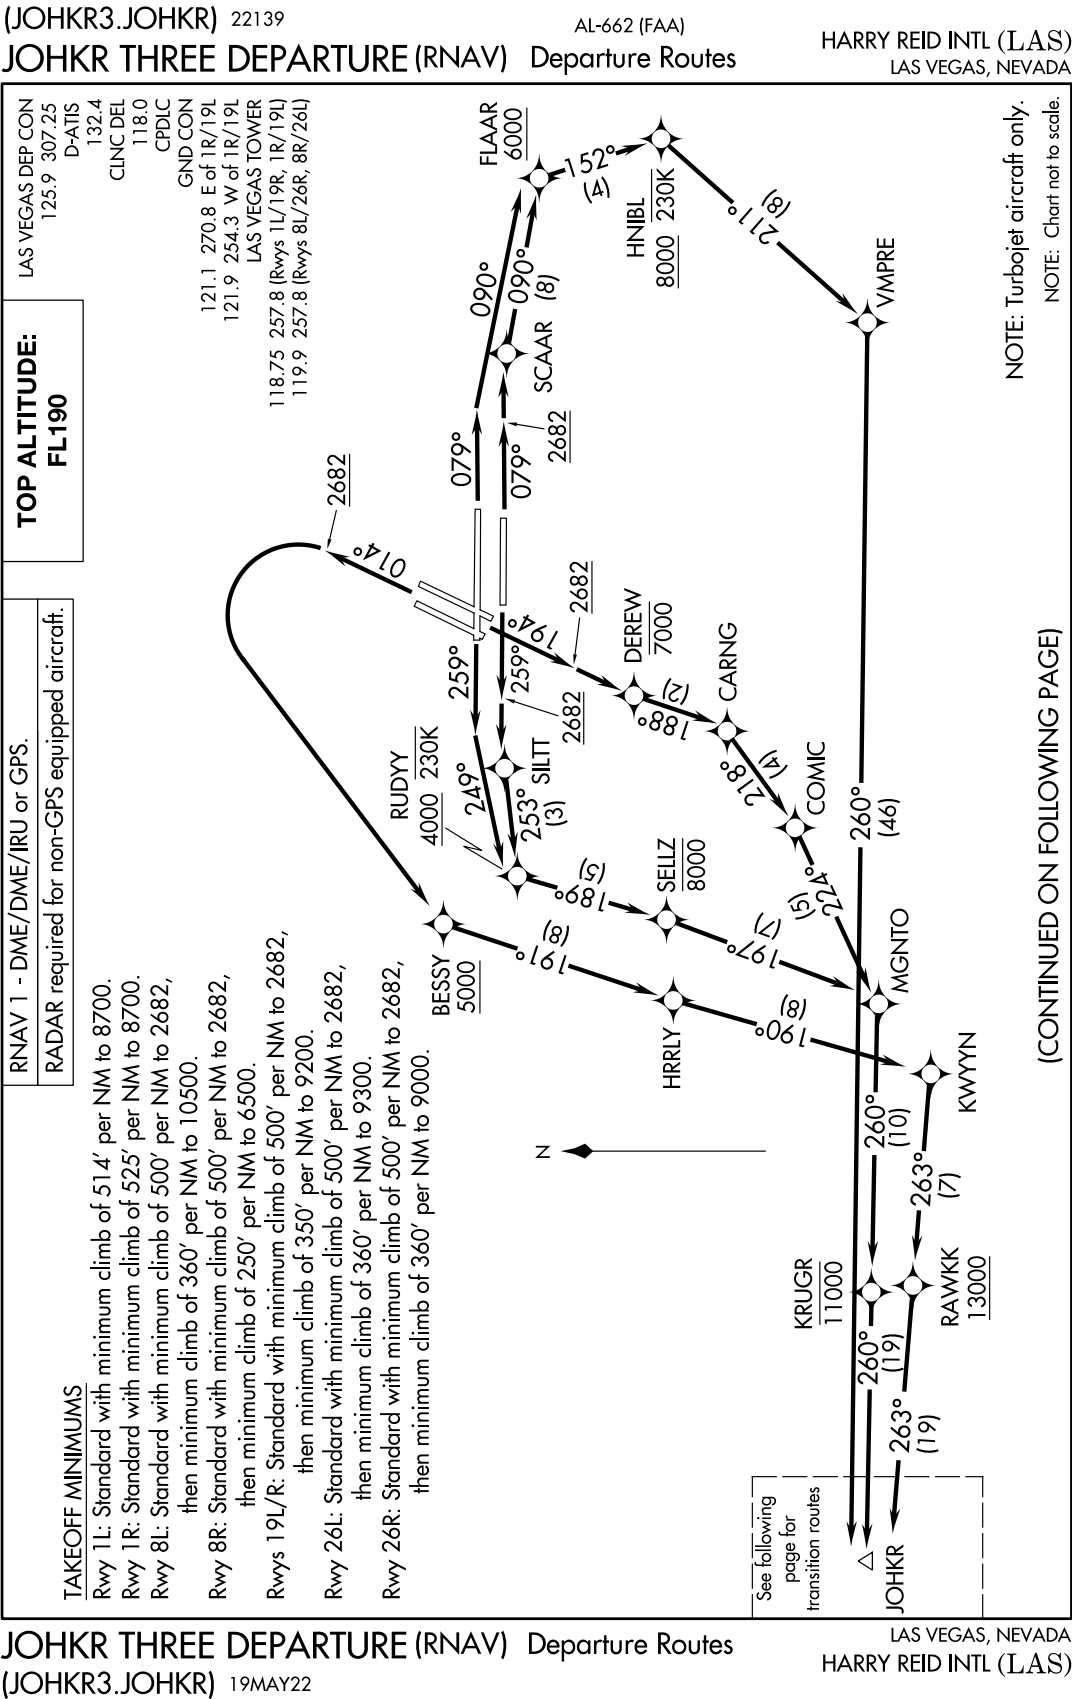 (JOHKR3.JOHKR) 22139
AL-662 (FAA)
JOHKR THREE DEPARTURE (RNAV) Departure Routes
HARRY REID INTL (LAS)
LAS VEGAS, NEVADA
LAS VEGAS DEP CON
125.9 307.25
D-ATIS
132.4
CLNC DEL
118.0
CPDLC
GND CON
121.1 270.8 E of 1R/19L
121.9 254.3 W of 1R/19L
LAS VEGAS TOWER
118.75 257.8 (Rwys 1L/19R, 1R/19L)
119.9 257.8 (Rwys 8L/26R, 8R/26L)
TOP ALTITUDE:
FL190
RNAV 1 - DME/DME/IRU or GPS.
RADAR required for non-GPS equipped aircraft.
TAKEOFF MINIMUMS
Rwy 1L: Standard with minimum climb of 514' per NM to 8700.
Rwy 1R: Standard with minimum climb of 525' per NM to 8700.
Rwy 8L: Standard with minimum climb of 500' per NM to 2682,
then minimum climb of 360' per NM to 10500.
Rwy 8R: Standard with minimum climb of 500' per NM to 2682,
then minimum climb of 250' per NM to 6500.
Rwys 19L/R: Standard with minimum climb of 500' per NM to 2682,
then minimum climb of 350' per NM to 9200.
Rwy 26L: Standard with minimum climb of 500' per NM to 2682,
then minimum climb of 360' per NM to 9300.
Rwy 26R: Standard with minimum climb of 500' per NM to 2682,
then minimum climb of 360' per NM to 9000.
FLAAR
6000
152°
(4)
HNIBL
8000 230K
211°
(8)
VMPRE
090°
090°
(8)
SCAAR
079°
079°
2682
2682
014°
194°
2682
DEREW
7000
188°
(2)
CARNG
218°
(4)
COMIC
224°
(5)
259°
259°
2682
SILTT
249°
253°
(3)
RUDYY
4000 230K
189°
(5)
SELLZ
8000
197°
(7)
MGNTO
BESSY
5000
191°
(8)
HRRLY
190°
(8)
KWYYN
260°
(46)
260°
(10)
263°
(7)
KRUGR
11000
RAWKK
13000
260°
(19)
263°
(19)
N
JOHKR
See following
page for
transition routes
NOTE: Turbojet aircraft only.
NOTE: Chart not to scale.
(CONTINUED ON FOLLOWING PAGE)
JOHKR THREE DEPARTURE (RNAV) Departure Routes
(JOHKR3.JOHKR) 19MAY22
LAS VEGAS, NEVADA
HARRY REID INTL (LAS)